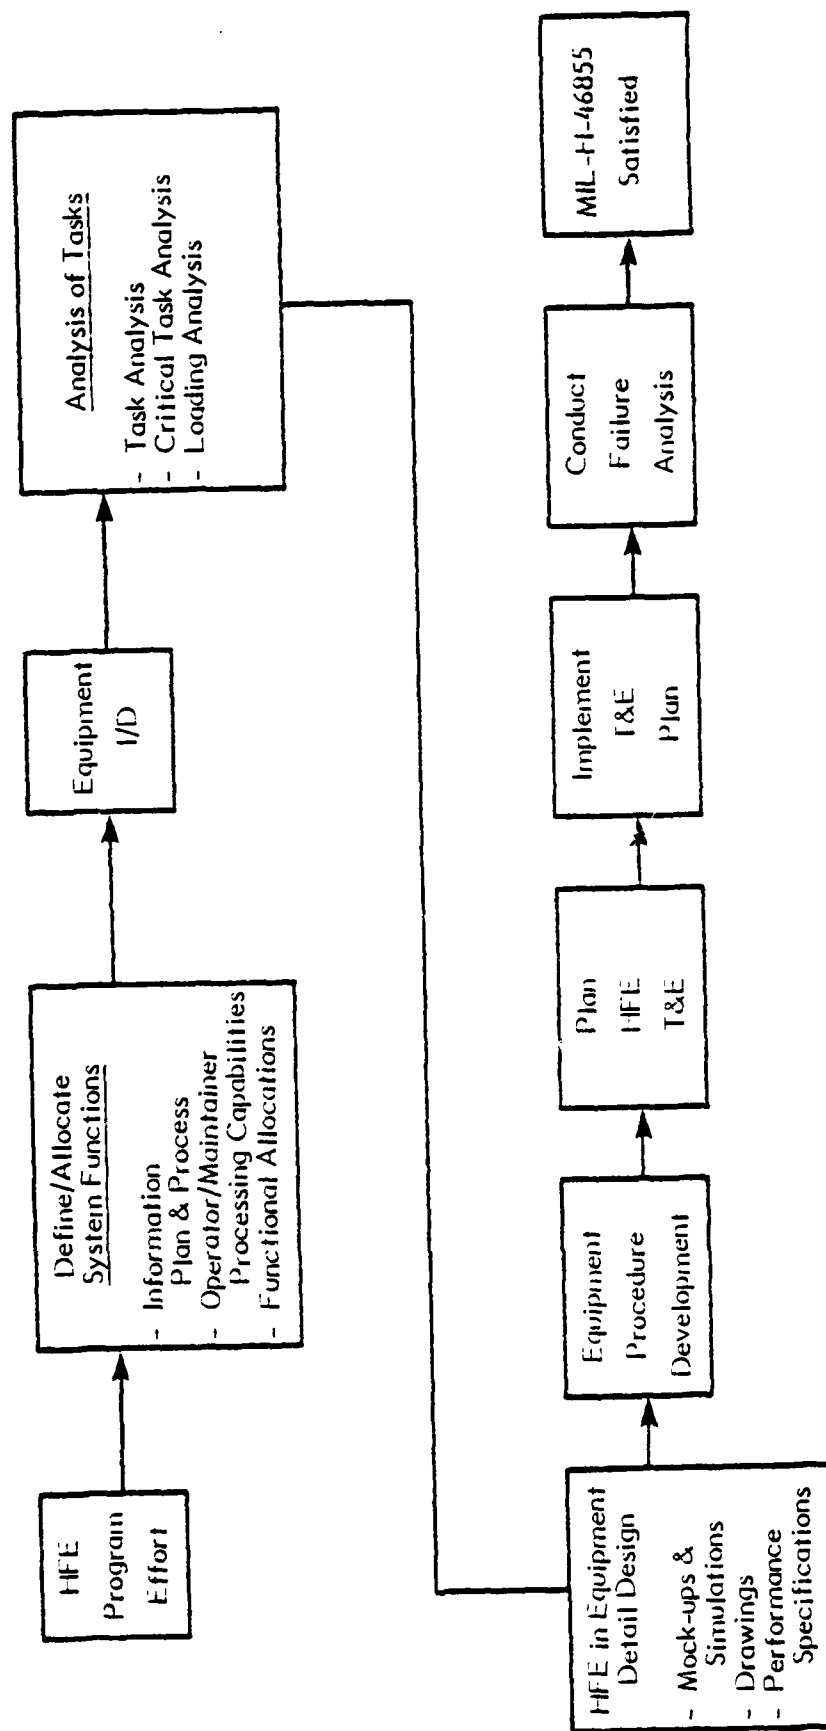 HFE
Program
Effort
Define/Allocate
System Functions
- Information
Plan & Process
- Operator/Maintainer
Processing Capabilities
- Functional Allocations
Equipment
I/D
Analysis of Tasks
- Task Analysis
- Critical Task Analysis
- Loading Analysis
HFE in Equipment
Detail Design
- Mock-ups &
Simulations
- Drawings
- Performance
Specifications
Equipment
Procedure
Development
Plan
HFE
T&E
Implement
T&E
Plan
Conduct
Failure
Analysis
MIL-H-46855
Satisfied